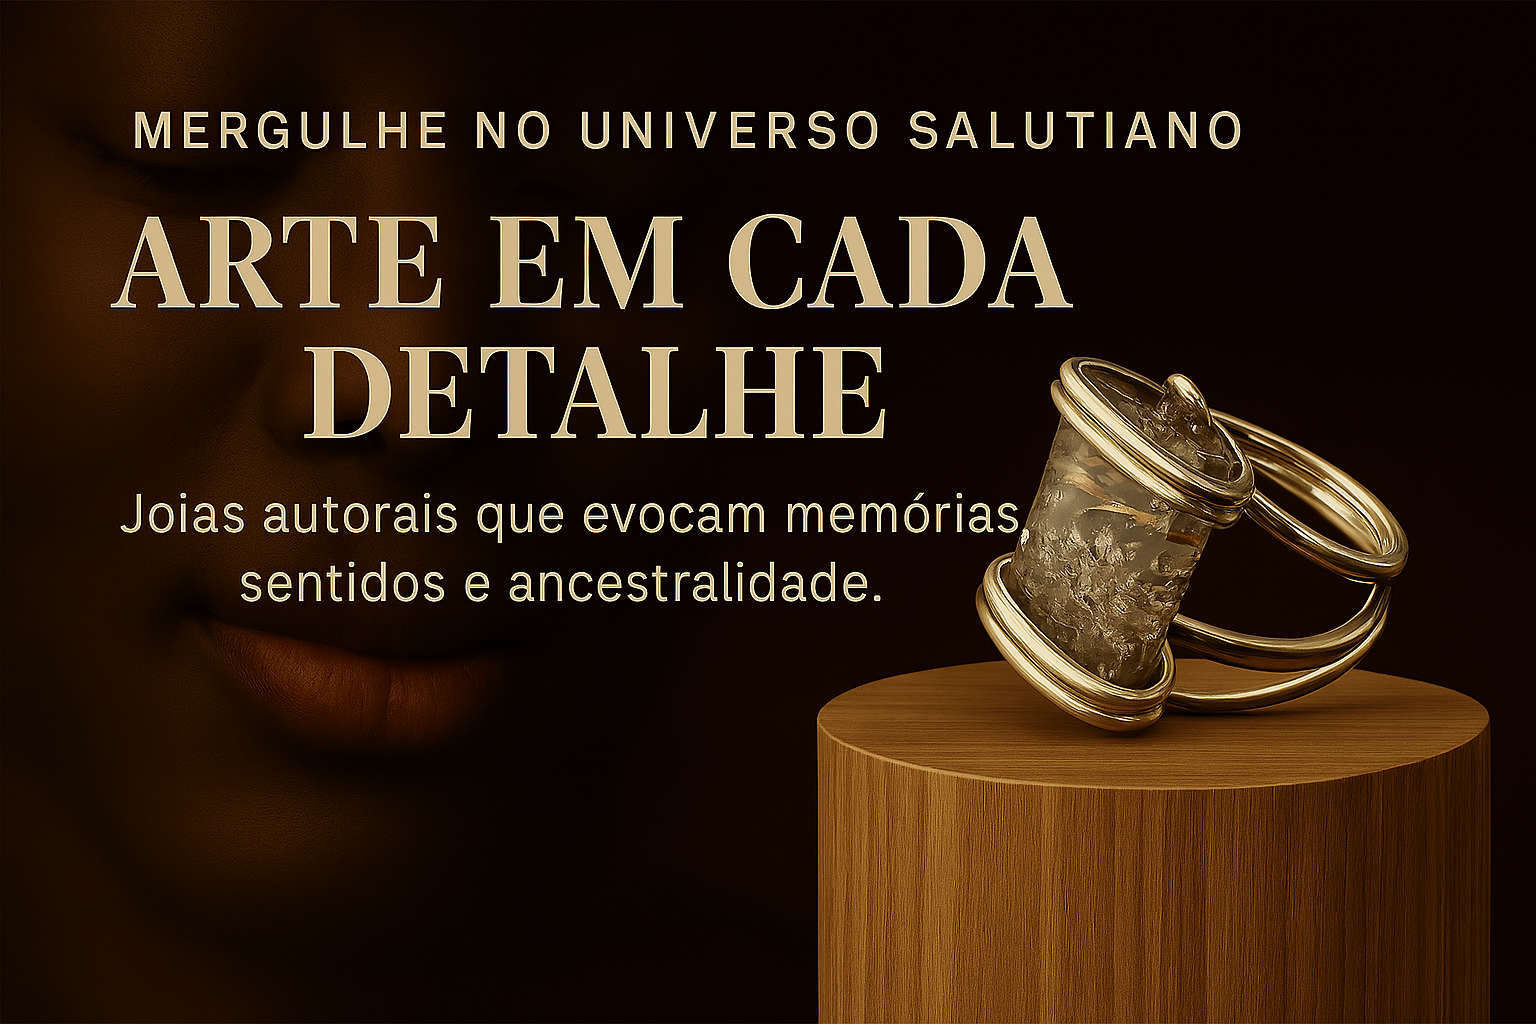 MERGULHE NO UNIVERSO SALUTIANO
ARTE EM CADA
DETALHE
Joias autorais que evocam memórias,
sentidos e ancestralidade.